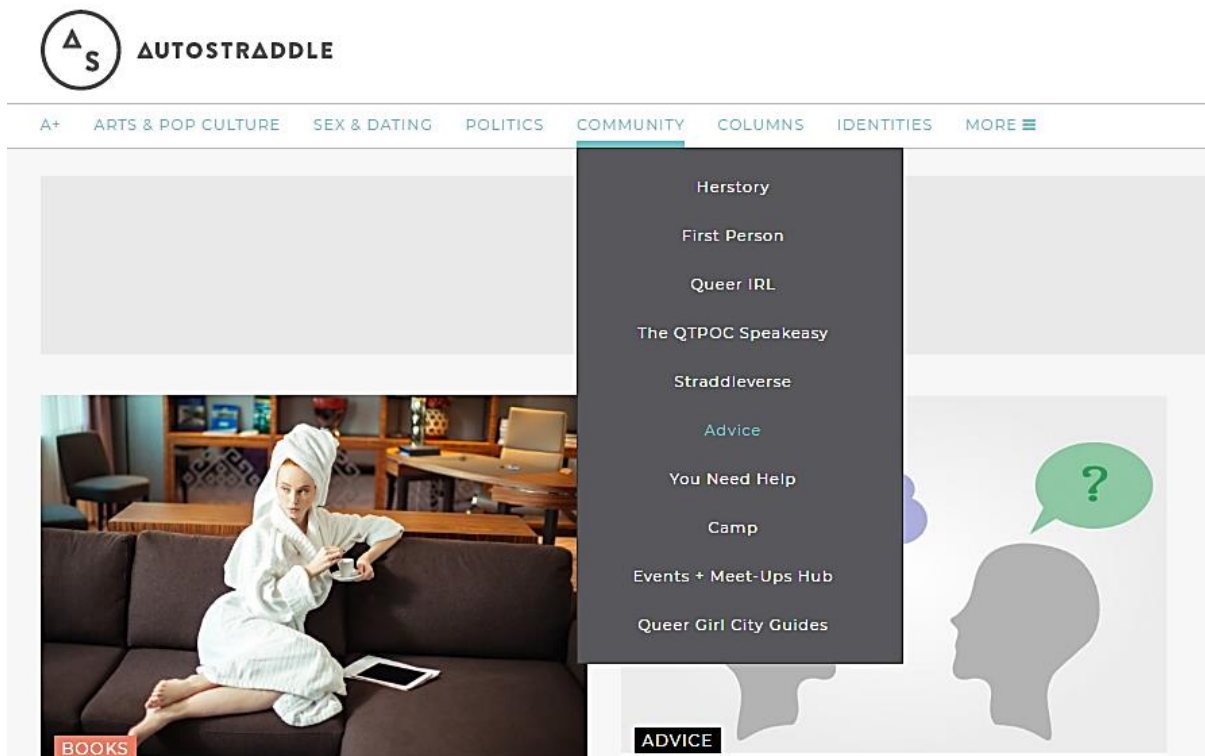 AS
AUTOSTRADDLE
A+ ARTS & POP CULTURE SEX & DATING POLITICS COMMUNITY COLUMNS IDENTITIES MORE
Herstory
First Person
Queer IRL
The QTPOC Speakeasy
Straddleverse
Advice
You Need Help
Camp
Events + Meet-Ups Hub
Queer Girl City Guides
?
BOOKS
ADVICE